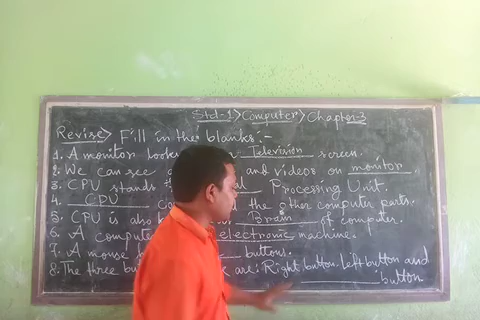 Std-1> Computer> Chapter-3
Revise> Fill in the blanks:-
1. A monitor looks Television screen.
2. We can see and videos on monitor.
3. CPU stands Processing Unit.
4. CPU the other computer parts.
5. CPU is also Brain of computer.
6. A compute electronic machine.
7. A mouse buttons.
8. The three bu are: Right button, Left button and
button